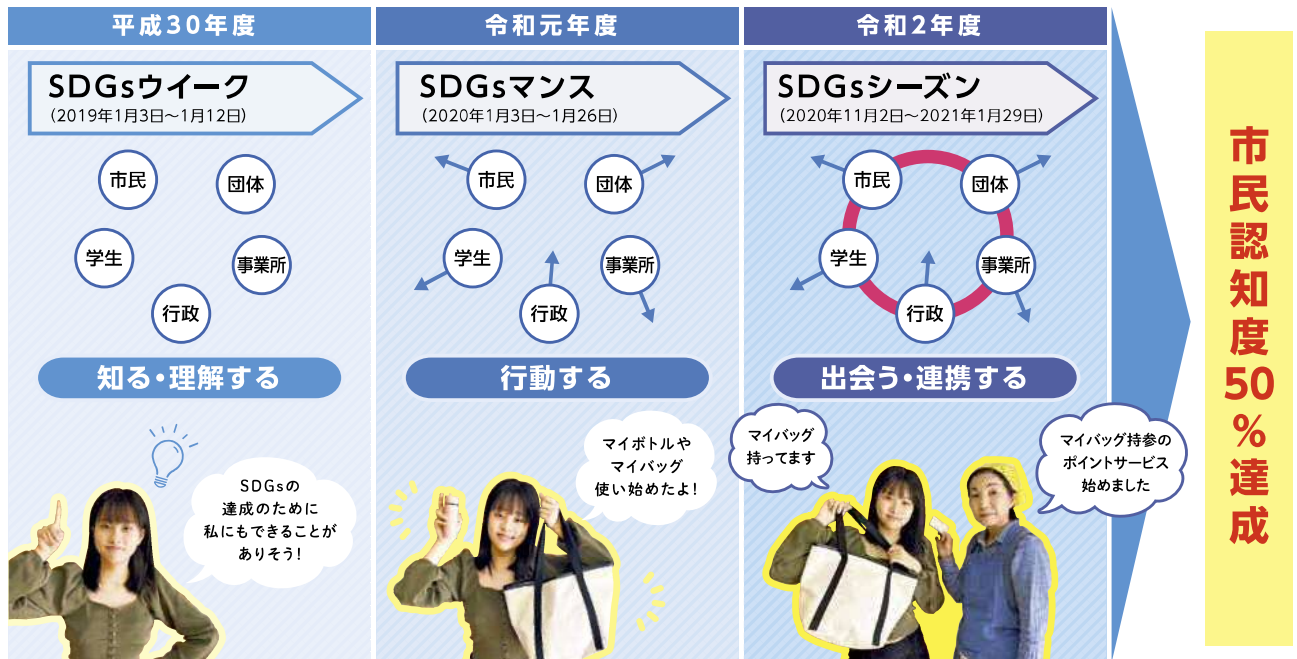 平成30年度
SDGsウイーク
（2019年1月3日～1月12日）
市民
団体
学生
事業所
行政
知る・理解する
SDGsの
達成のために
私にもできることが
ありそう！
令和元年度
SDGsマンス
（2020年1月3日～1月26日）
市民
団体
学生
事業所
行政
行動する
マイボトルや
マイバッグ
使い始めたよ！
令和2年度
SDGsシーズン
（2020年11月2日～2021年1月29日）
市民
団体
学生
事業所
行政
出会う・連携する
マイバッグ
持ってます
マイバッグ持参の
ポイントサービス
始めました
市民認知度50%達成